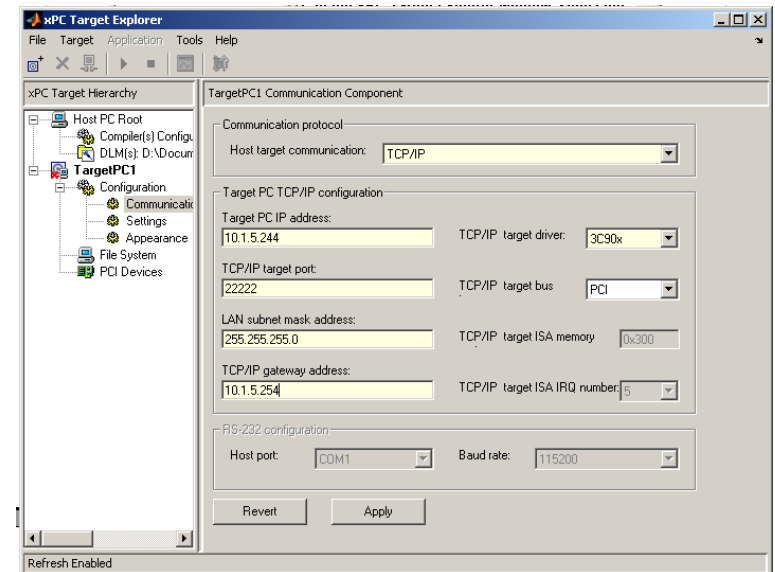 xPC Target Explorer
File Target Application Tools Help
xPC Target Hierarchy
TargetPC1 Communication Component
Host PC Root
Compiler(s) Configu
DLM(s): D:\Docum
TargetPC1
Configuration
Communicatio
Settings
Appearance
File System
PCI Devices
Communication protocol
Host target communication: TCP/IP
Target PC TCP/IP configuration
Target PC IP address:
10.1.5.244
TCP/IP target driver: 3C90x
TCP/IP target port:
22222
TCP/IP target bus PCI
LAN subnet mask address:
255.255.255.0
TCP/IP target ISA memory 0x300
TCP/IP gateway address:
10.1.5.254
TCP/IP target ISA IRQ number: 5
RS-232 configuration
Host port: COM1 Baud rate: 115200
Revert Apply
Refresh Enabled